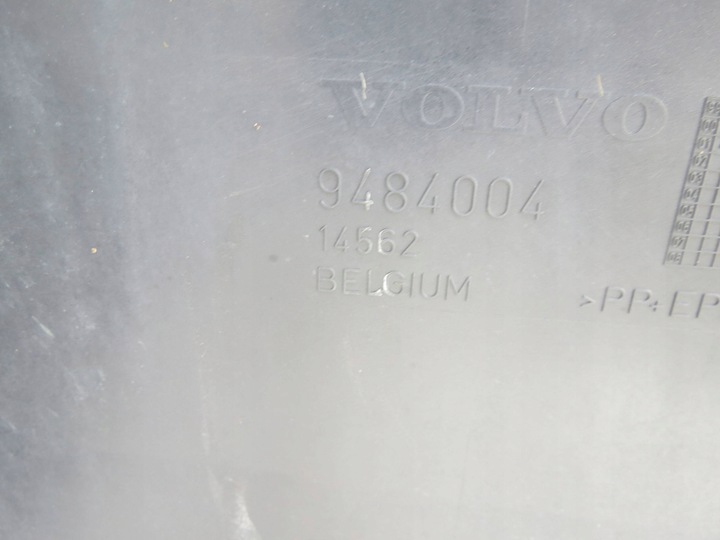 VOLVO
9484004
14562
BELGIUM
>PP+EP